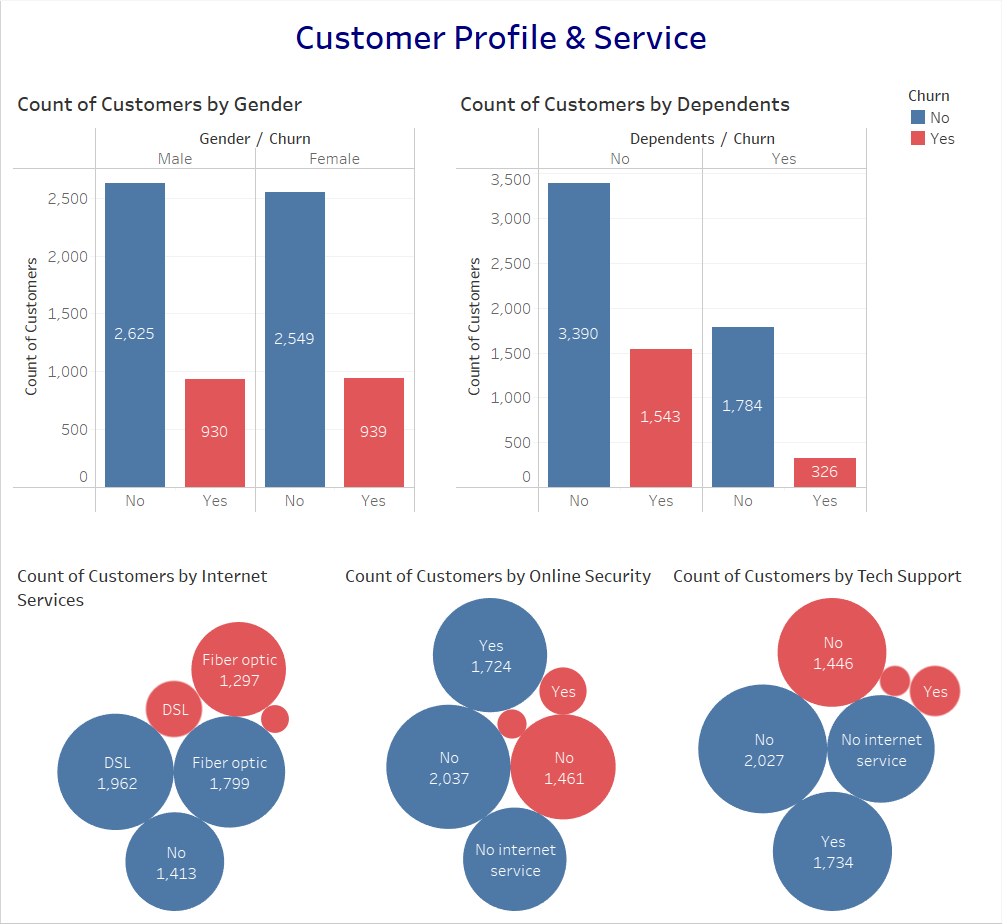 Customer Profile & Service
Count of Customers by Gender
Gender / Churn
Male
Female
Count of Customers
2,500
2,000
1,500
1,000
500
0
2,625
930
2,549
939
No
Yes
No
Yes
Count of Customers by Dependents
Dependents / Churn
No
Yes
Count of Customers
3,500
3,000
2,500
2,000
1,500
1,000
500
0
3,390
1,543
1,784
326
No
Yes
No
Yes
Churn
No
Yes
Count of Customers by Internet
Services
Fiber optic
1,297
DSL
DSL
1,962
Fiber optic
1,799
No
1,413
Count of Customers by Online Security
Yes
1,724
Yes
No
2,037
No
1,461
No internet
service
Count of Customers by Tech Support
No
1,446
Yes
No
2,027
No internet
service
Yes
1,734